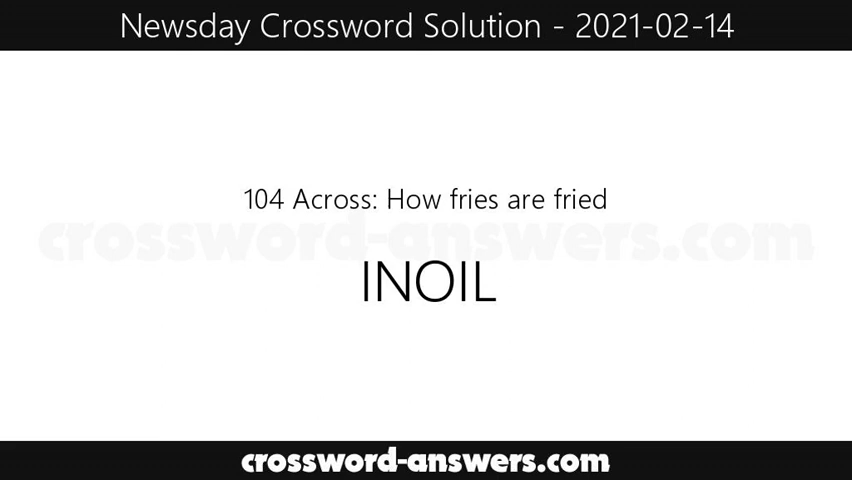 Newsday Crossword Solution - 2021-02-14
104 Across: How fries are fried
crossword-answers.com
INOIL
crossword-answers.com